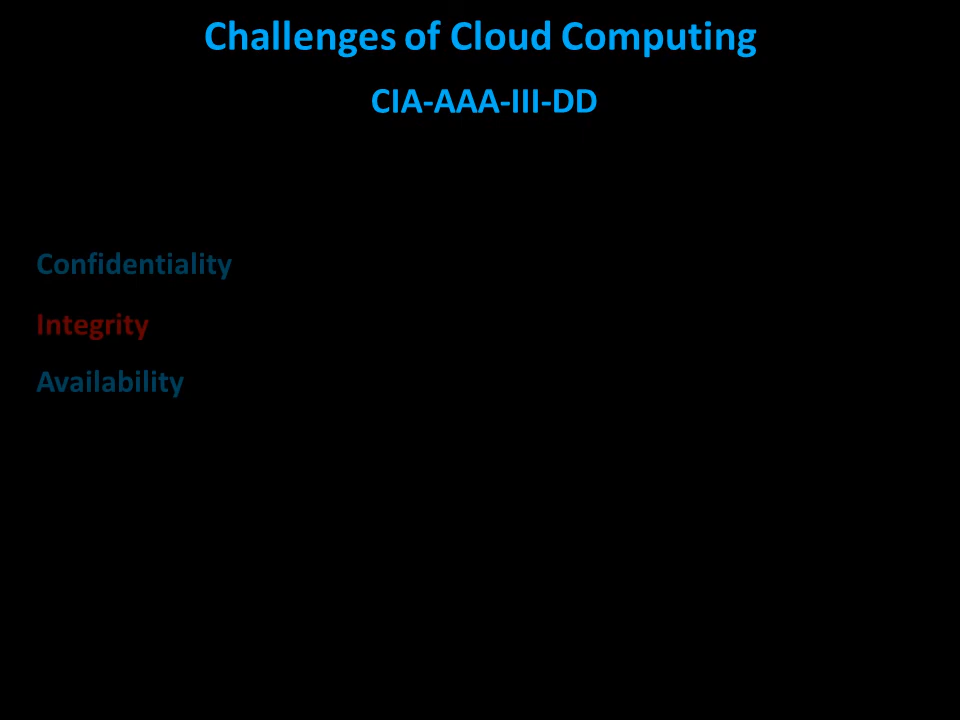 Challenges of Cloud Computing
CIA-AAA-III-DD
Confidentiality
Integrity
Availability